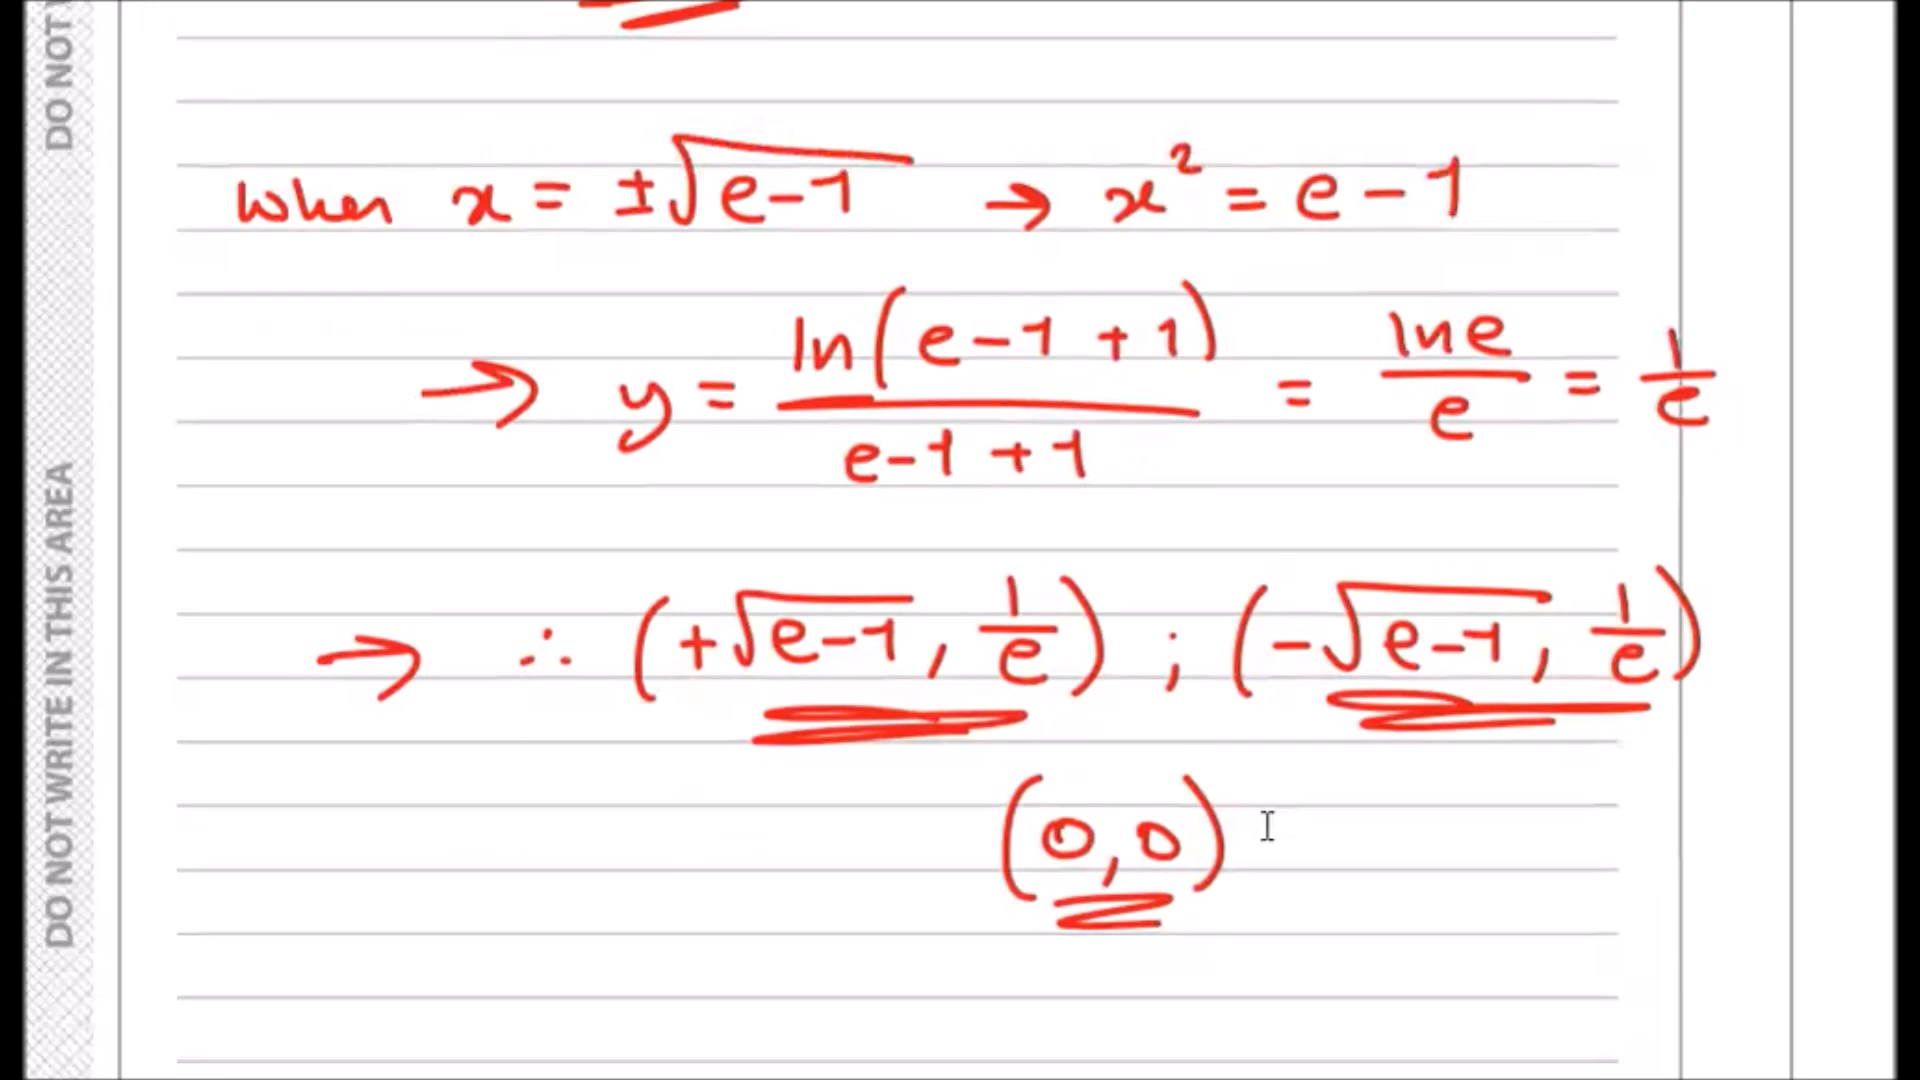 DO NOT
when x = ±√(e-1) → x² = e-1
→ y = ln(e-1+1)/(e-1+1) = ln e/e = 1/e
→ ∴ (+√(e-1), 1/e) ; (-√(e-1), 1/e)
(0,0)
DO NOT WRITE IN THIS AREA